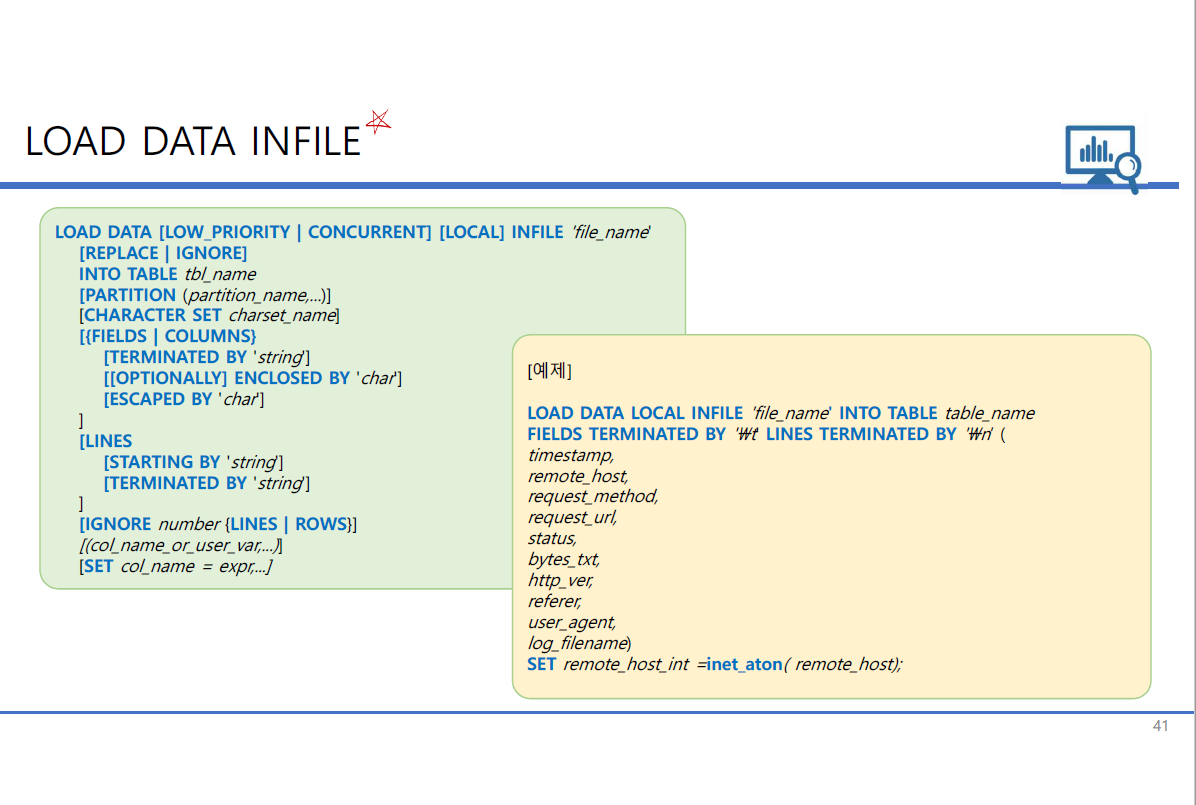 LOAD DATA INFILE
LOAD DATA [LOW_PRIORITY | CONCURRENT] [LOCAL] INFILE 'file_name'
[REPLACE | IGNORE]
INTO TABLE tbl_name
[PARTITION (partition_name,...)]
[CHARACTER SET charset_name]
[{FIELDS | COLUMNS}
[TERMINATED BY 'string']
[[OPTIONALLY] ENCLOSED BY 'char']
[ESCAPED BY 'char']
]
[LINES
[STARTING BY 'string']
[TERMINATED BY 'string']
]
[IGNORE number {LINES | ROWS}]
[(col_name_or_user_var,...)]
[SET col_name = expr,...]
[예제]
LOAD DATA LOCAL INFILE 'file_name' INTO TABLE table_name
FIELDS TERMINATED BY '₩t' LINES TERMINATED BY '₩n' (
timestamp,
remote_host,
request_method,
request_url,
status,
bytes_txt,
http_ver,
referer,
user_agent,
log_filename)
SET remote_host_int =inet_aton( remote_host);
41